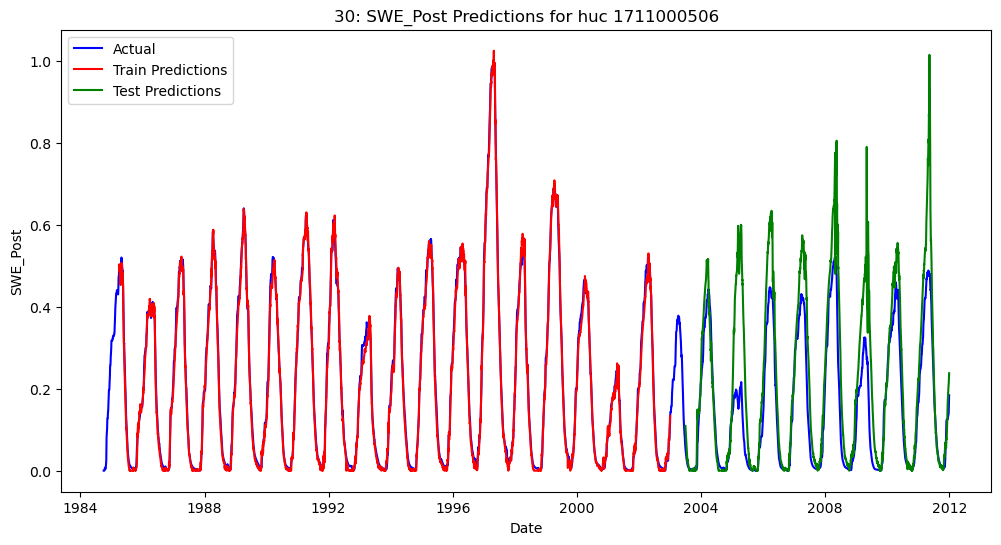 30: SWE_Post Predictions for huc 1711000506
Actual
Train Predictions
Test Predictions
SWE_Post
1.0
0.8
0.6
0.4
0.2
0.0
1984 1988 1992 1996 2000 2004 2008 2012
Date